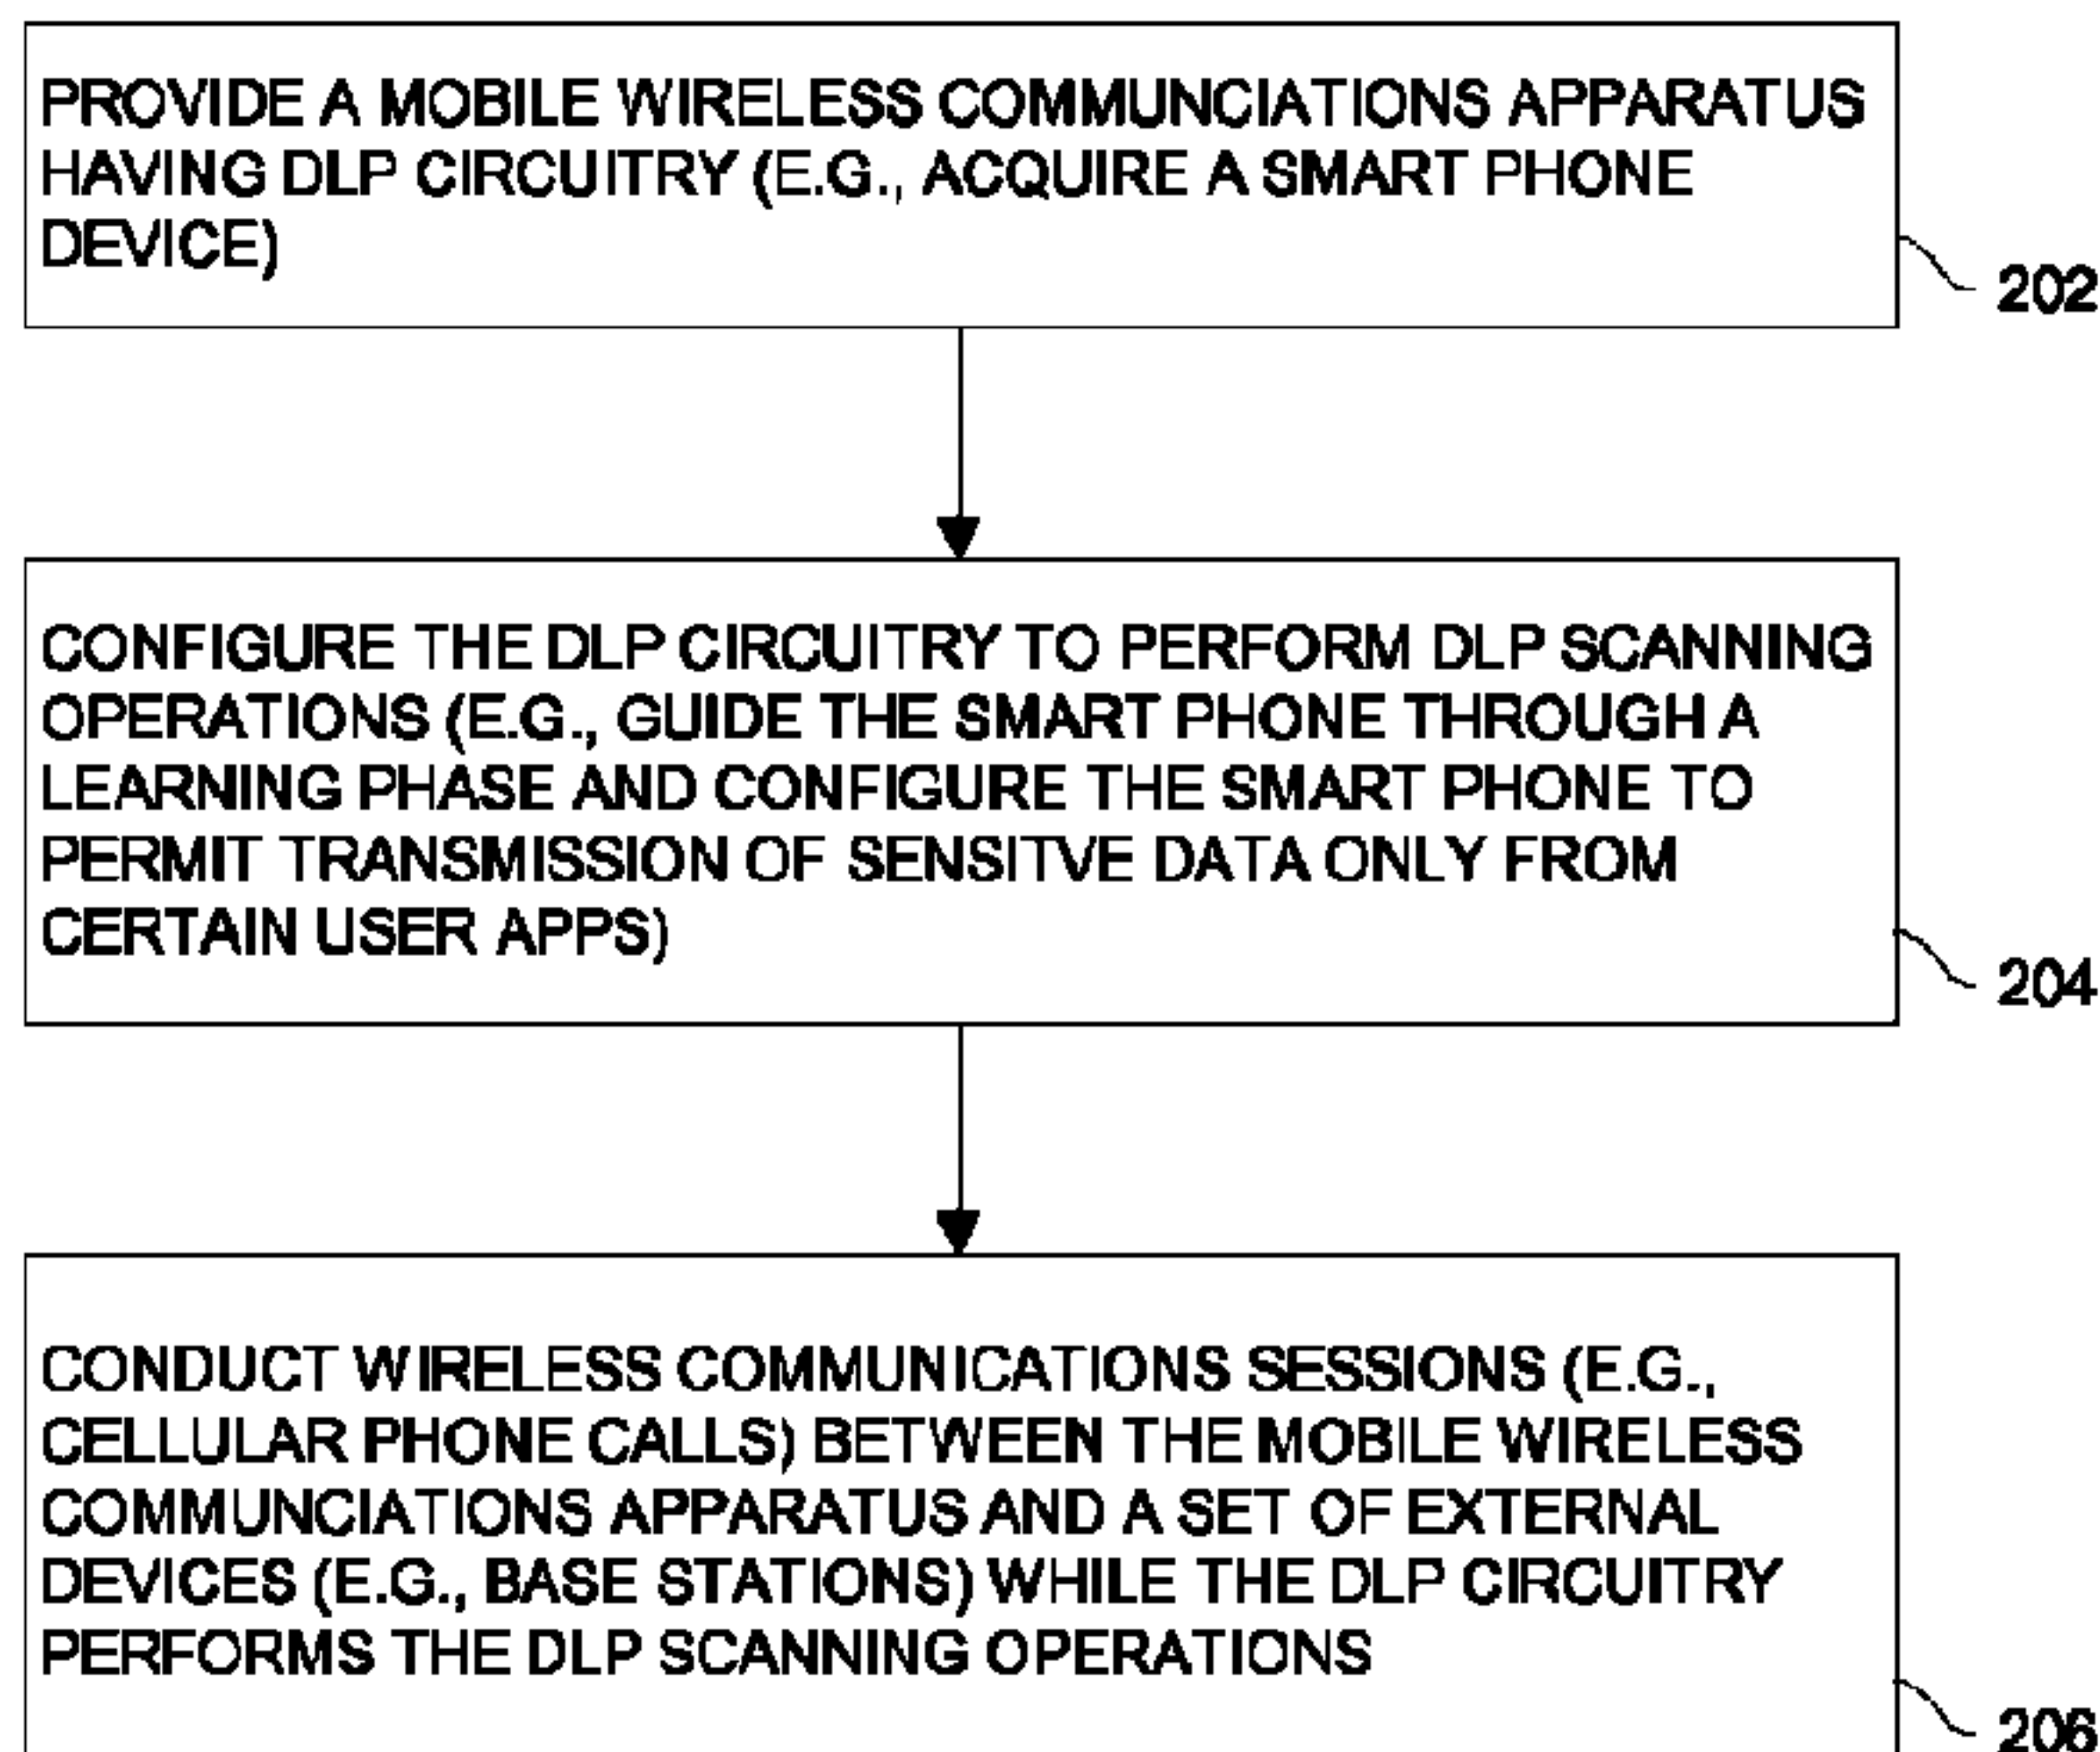 PROVIDE A MOBILE WIRELESS COMMUNCIATIONS APPARATUS
HAVING DLP CIRCUITRY (E.G., ACQUIRE A SMART PHONE
DEVICE)
202
CONFIGURE THE DLP CIRCUITRY TO PERFORM DLP SCANNING
OPERATIONS (E.G., GUIDE THE SMART PHONE THROUGH A
LEARNING PHASE AND CONFIGURE THE SMART PHONE TO
PERMIT TRANSMISSION OF SENSITVE DATA ONLY FROM
CERTAIN USER APPS)
204
CONDUCT WIRELESS COMMUNICATIONS SESSIONS (E.G.,
CELLULAR PHONE CALLS) BETWEEN THE MOBILE WIRELESS
COMMUNCIATIONS APPARATUS AND A SET OF EXTERNAL
DEVICES (E.G., BASE STATIONS) WHILE THE DLP CIRCUITRY
PERFORMS THE DLP SCANNING OPERATIONS
206